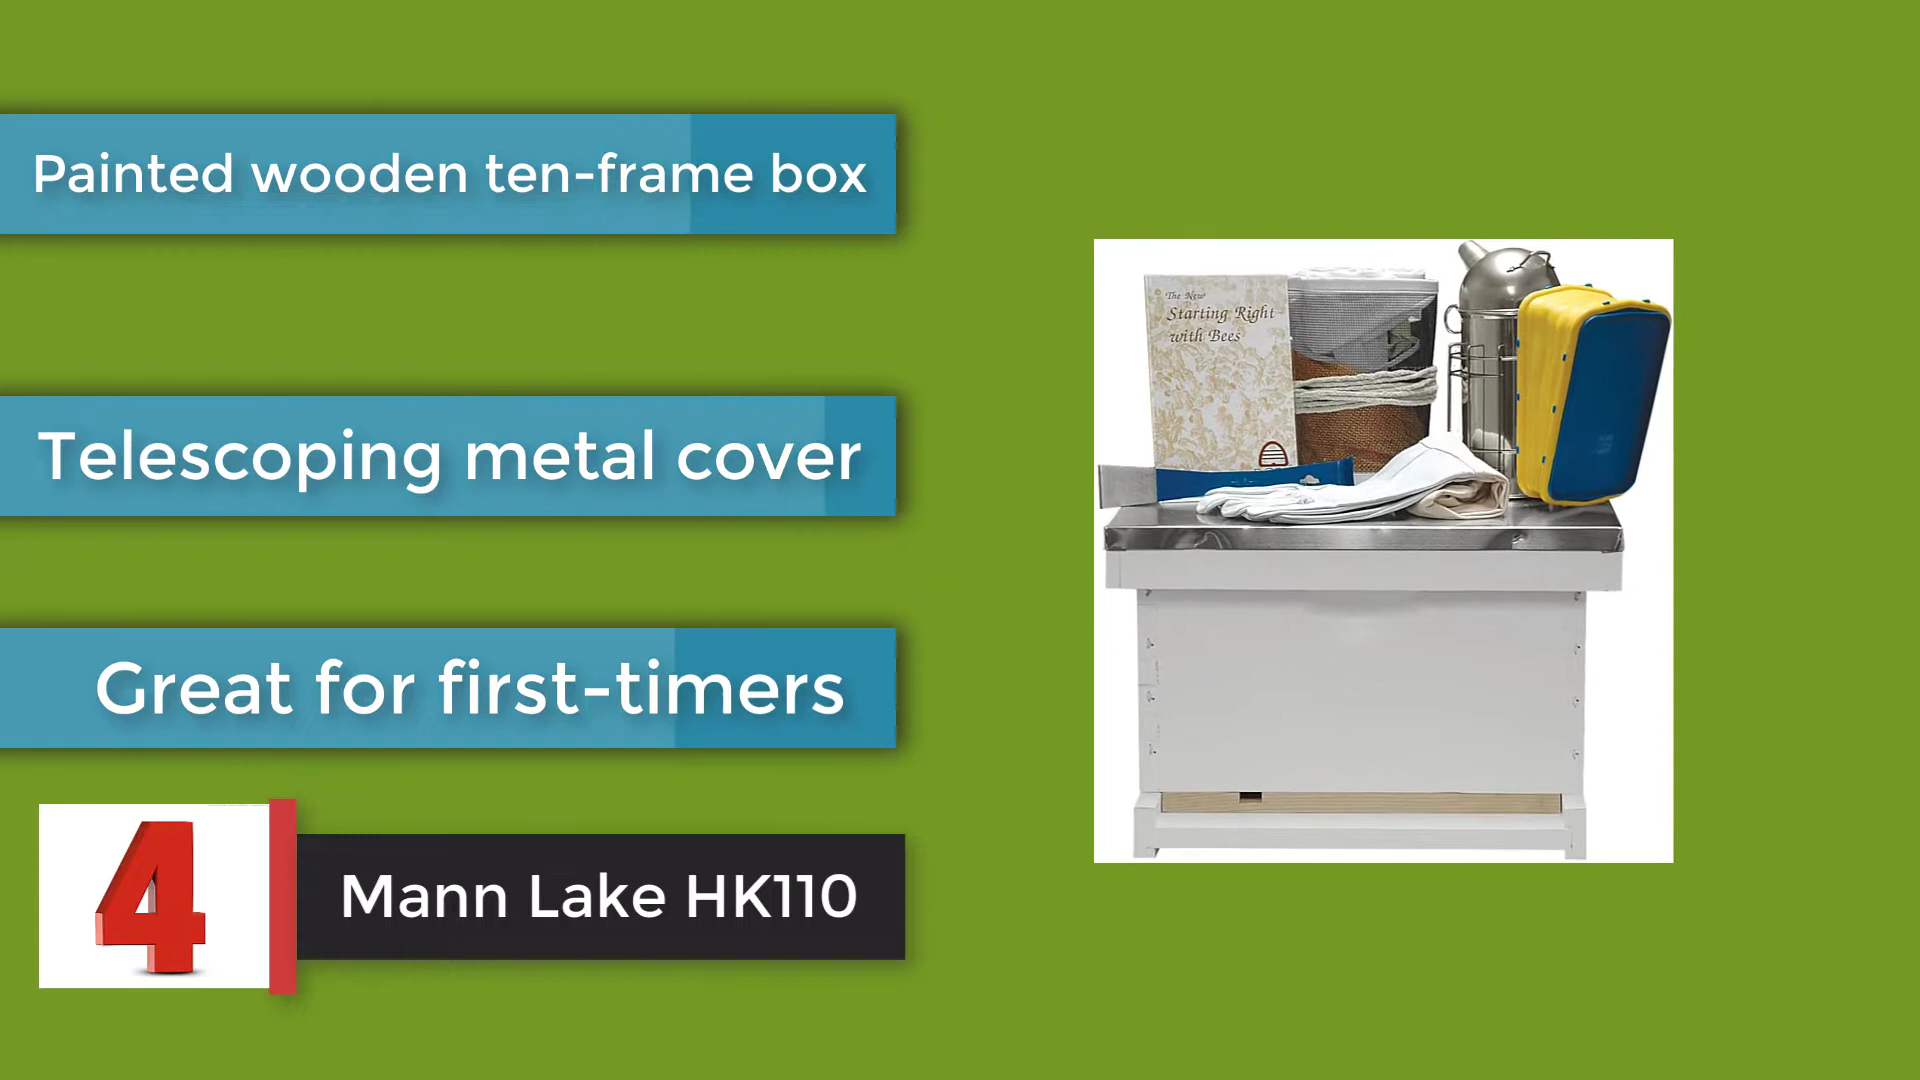 Painted wooden ten-frame box
Telescoping metal cover
Great for first-timers
4
Mann Lake HK110
The New
Starting Right
with Bees